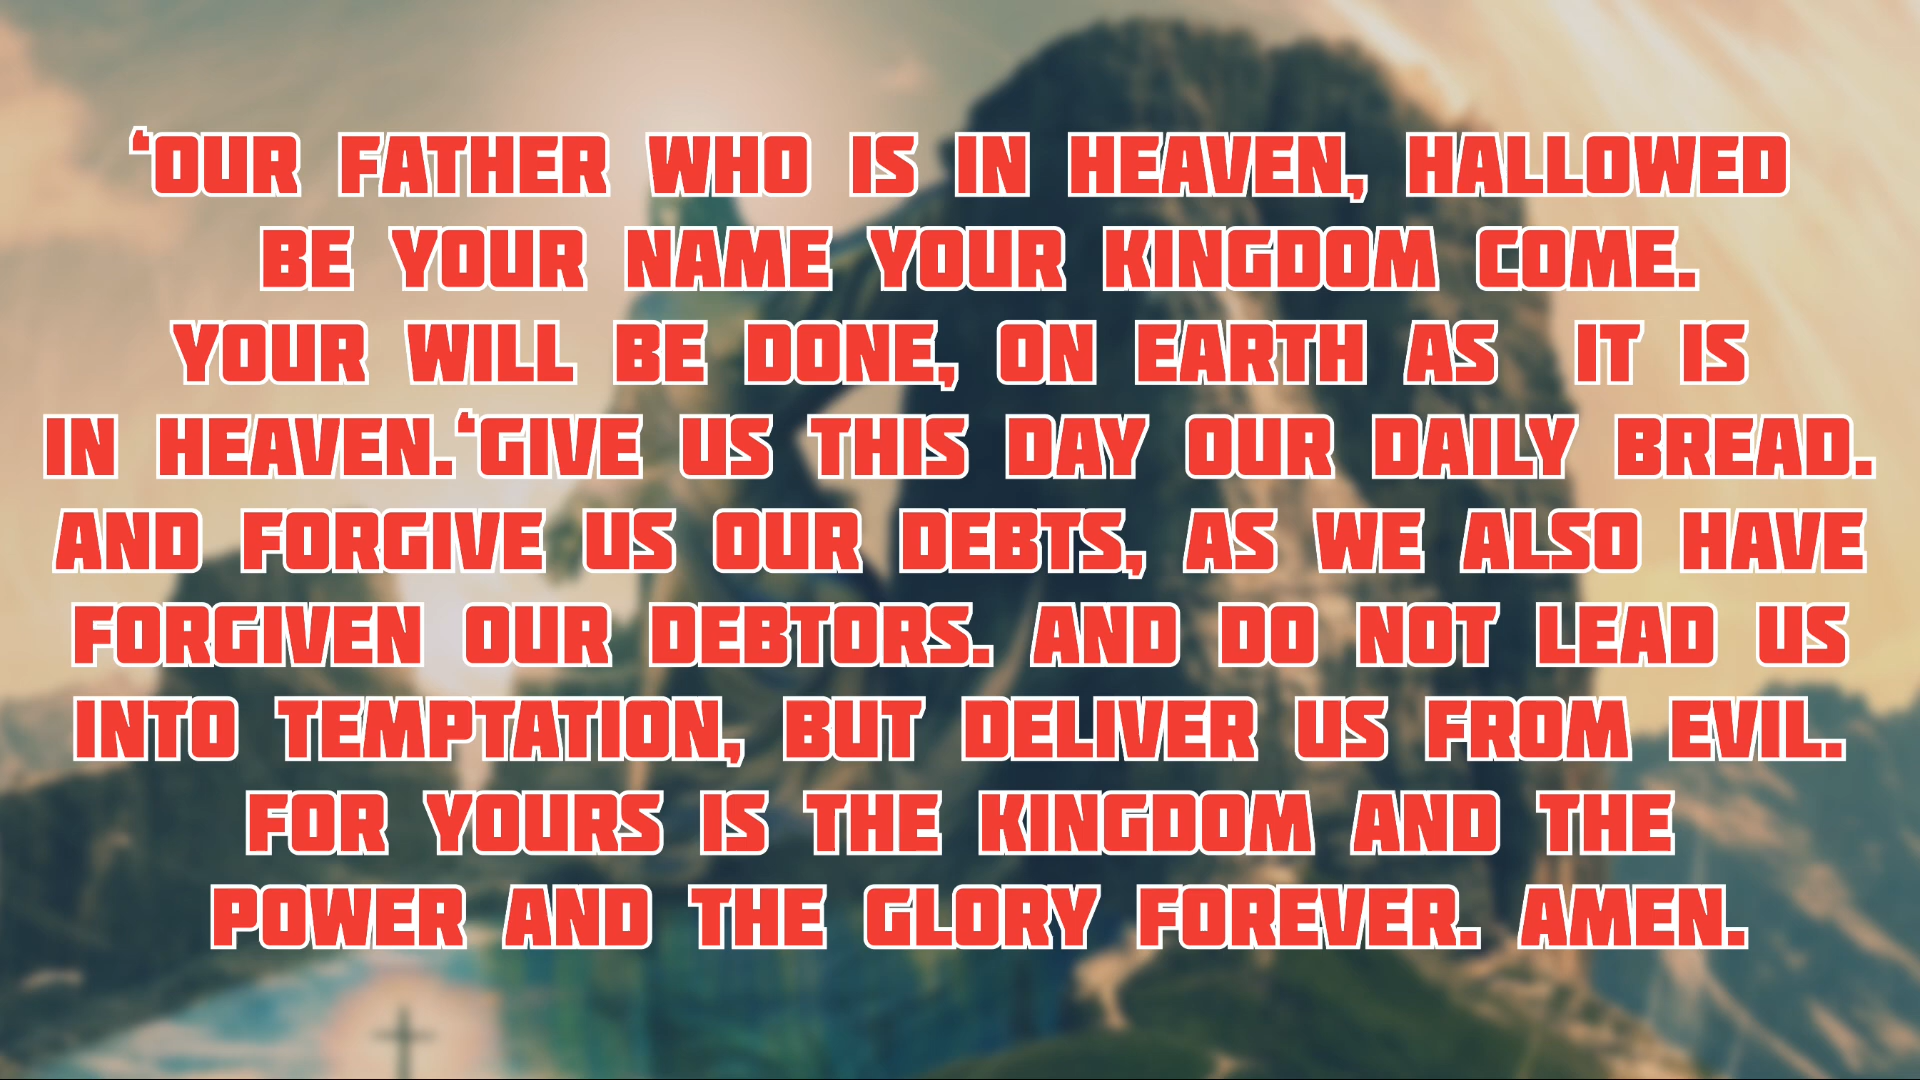 ‘OUR FATHER WHO IS IN HEAVEN, HALLOWED
BE YOUR NAME YOUR KINGDOM COME.
YOUR WILL BE DONE, ON EARTH AS IT IS
IN HEAVEN.‘GIVE US THIS DAY OUR DAILY BREAD.
AND FORGIVE US OUR DEBTS, AS WE ALSO HAVE
FORGIVEN OUR DEBTORS. AND DO NOT LEAD US
INTO TEMPTATION, BUT DELIVER US FROM EVIL.
FOR YOURS IS THE KINGDOM AND THE
POWER AND THE GLORY FOREVER. AMEN.